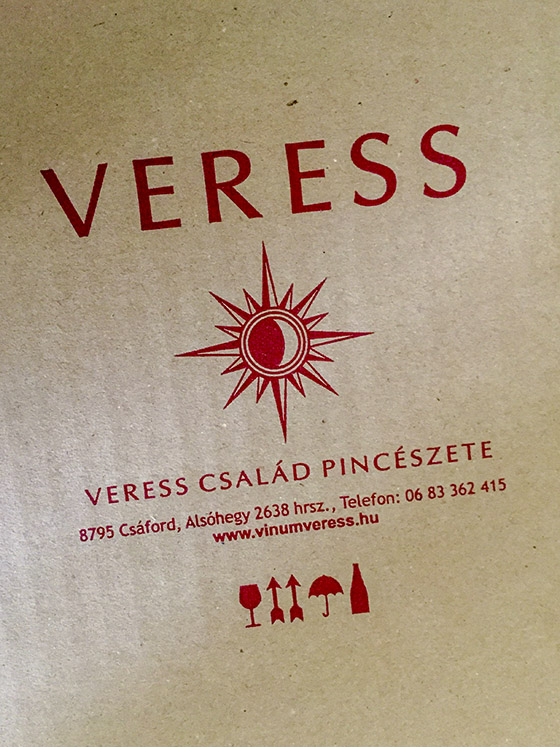 VERESS
VERESS CSALÁD PINCÉSZETE
8795 Csáford, Alsóhegy 2638 hrsz., Telefon: 06 83 362 415
www.vinumveress.hu